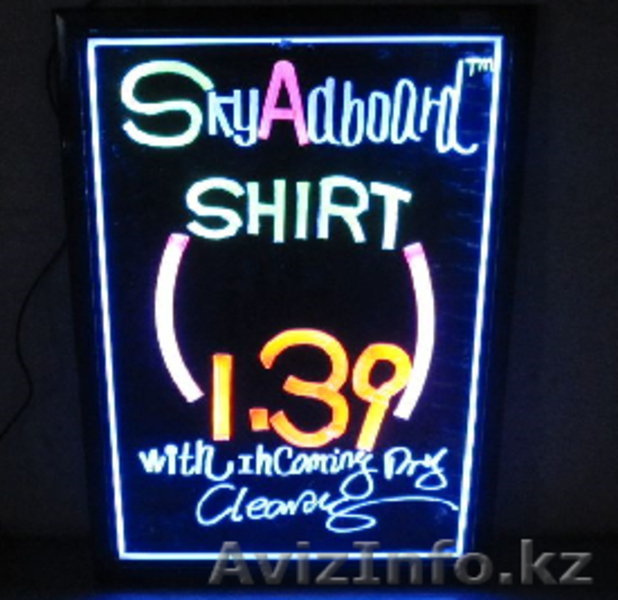 SkyAdboard™
SHIRT
1.39
with incoming Dry
Cleaning
AvizInfo.kz